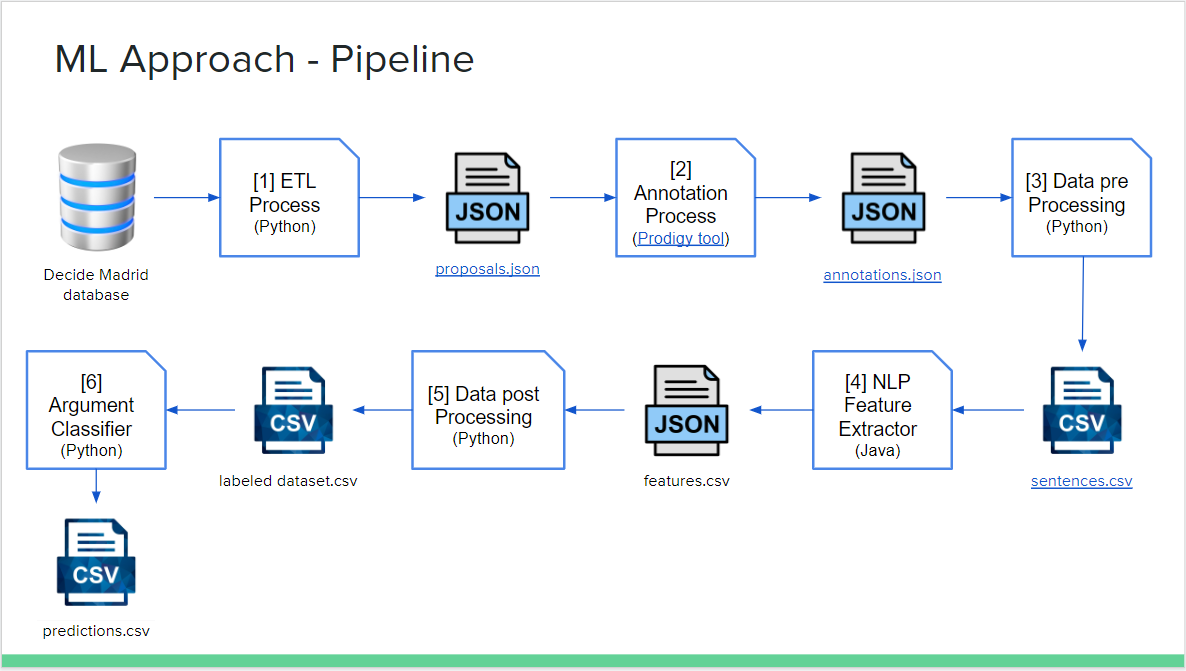 ML Approach - Pipeline
[1] ETL
Process
(Python)
JSON
proposals.json
[2]
Annotation
Process
(Prodigy tool)
JSON
annotations.json
[3] Data pre
Processing
(Python)
Decide Madrid
database
[6]
Argument
Classifier
(Python)
CSV
labeled dataset.csv
[5] Data post
Processing
(Python)
JSON
features.csv
[4] NLP
Feature
Extractor
(Java)
CSV
sentences.csv
CSV
predictions.csv